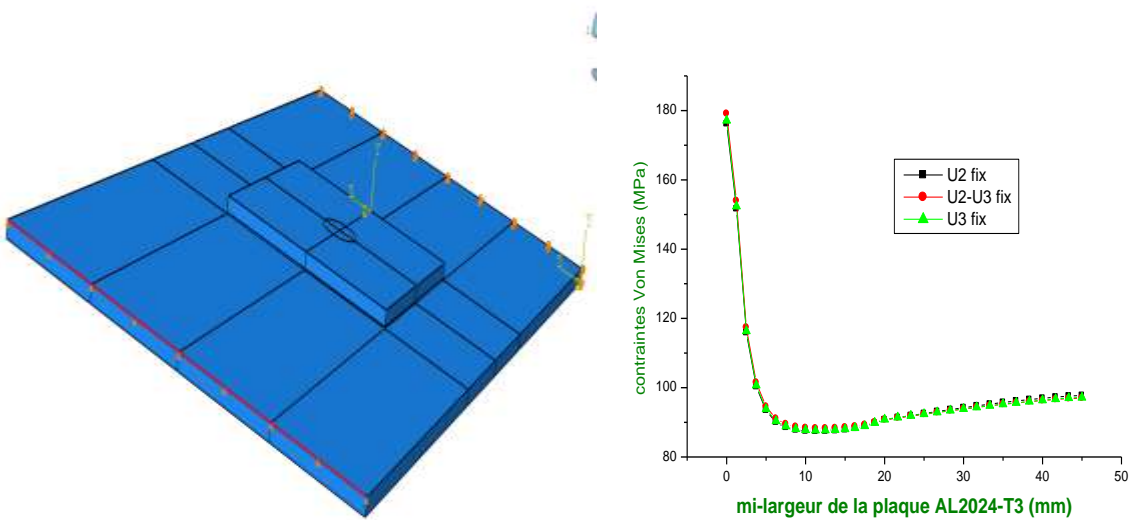 180
160
140
120
100
80
contraintes Von Mises (MPa)
U2 fix
U2-U3 fix
U3 fix
0
10
20
30
40
50
mi-largeur de la plaque AL2024-T3 (mm)